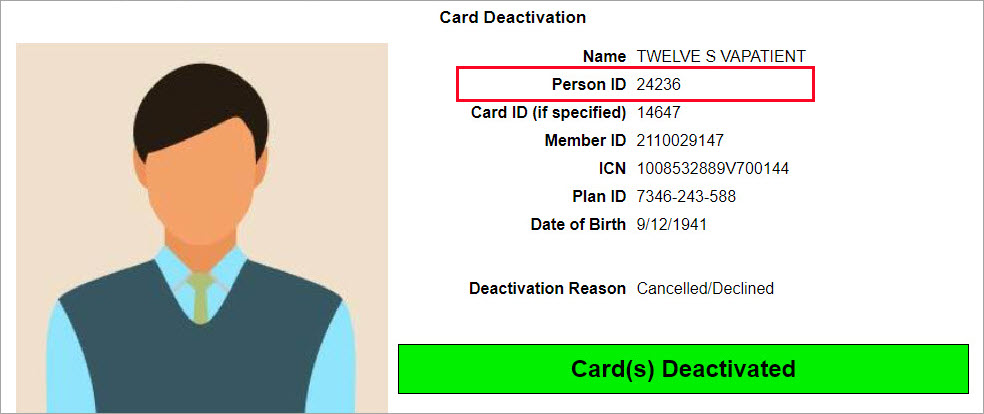 Card Deactivation
Name TWELVE S VAPATIENT
Person ID 24236
Card ID (if specified) 14647
Member ID 2110029147
ICN 1008532889V700144
Plan ID 7346-243-588
Date of Birth 9/12/1941
Deactivation Reason Cancelled/Declined
Card(s) Deactivated